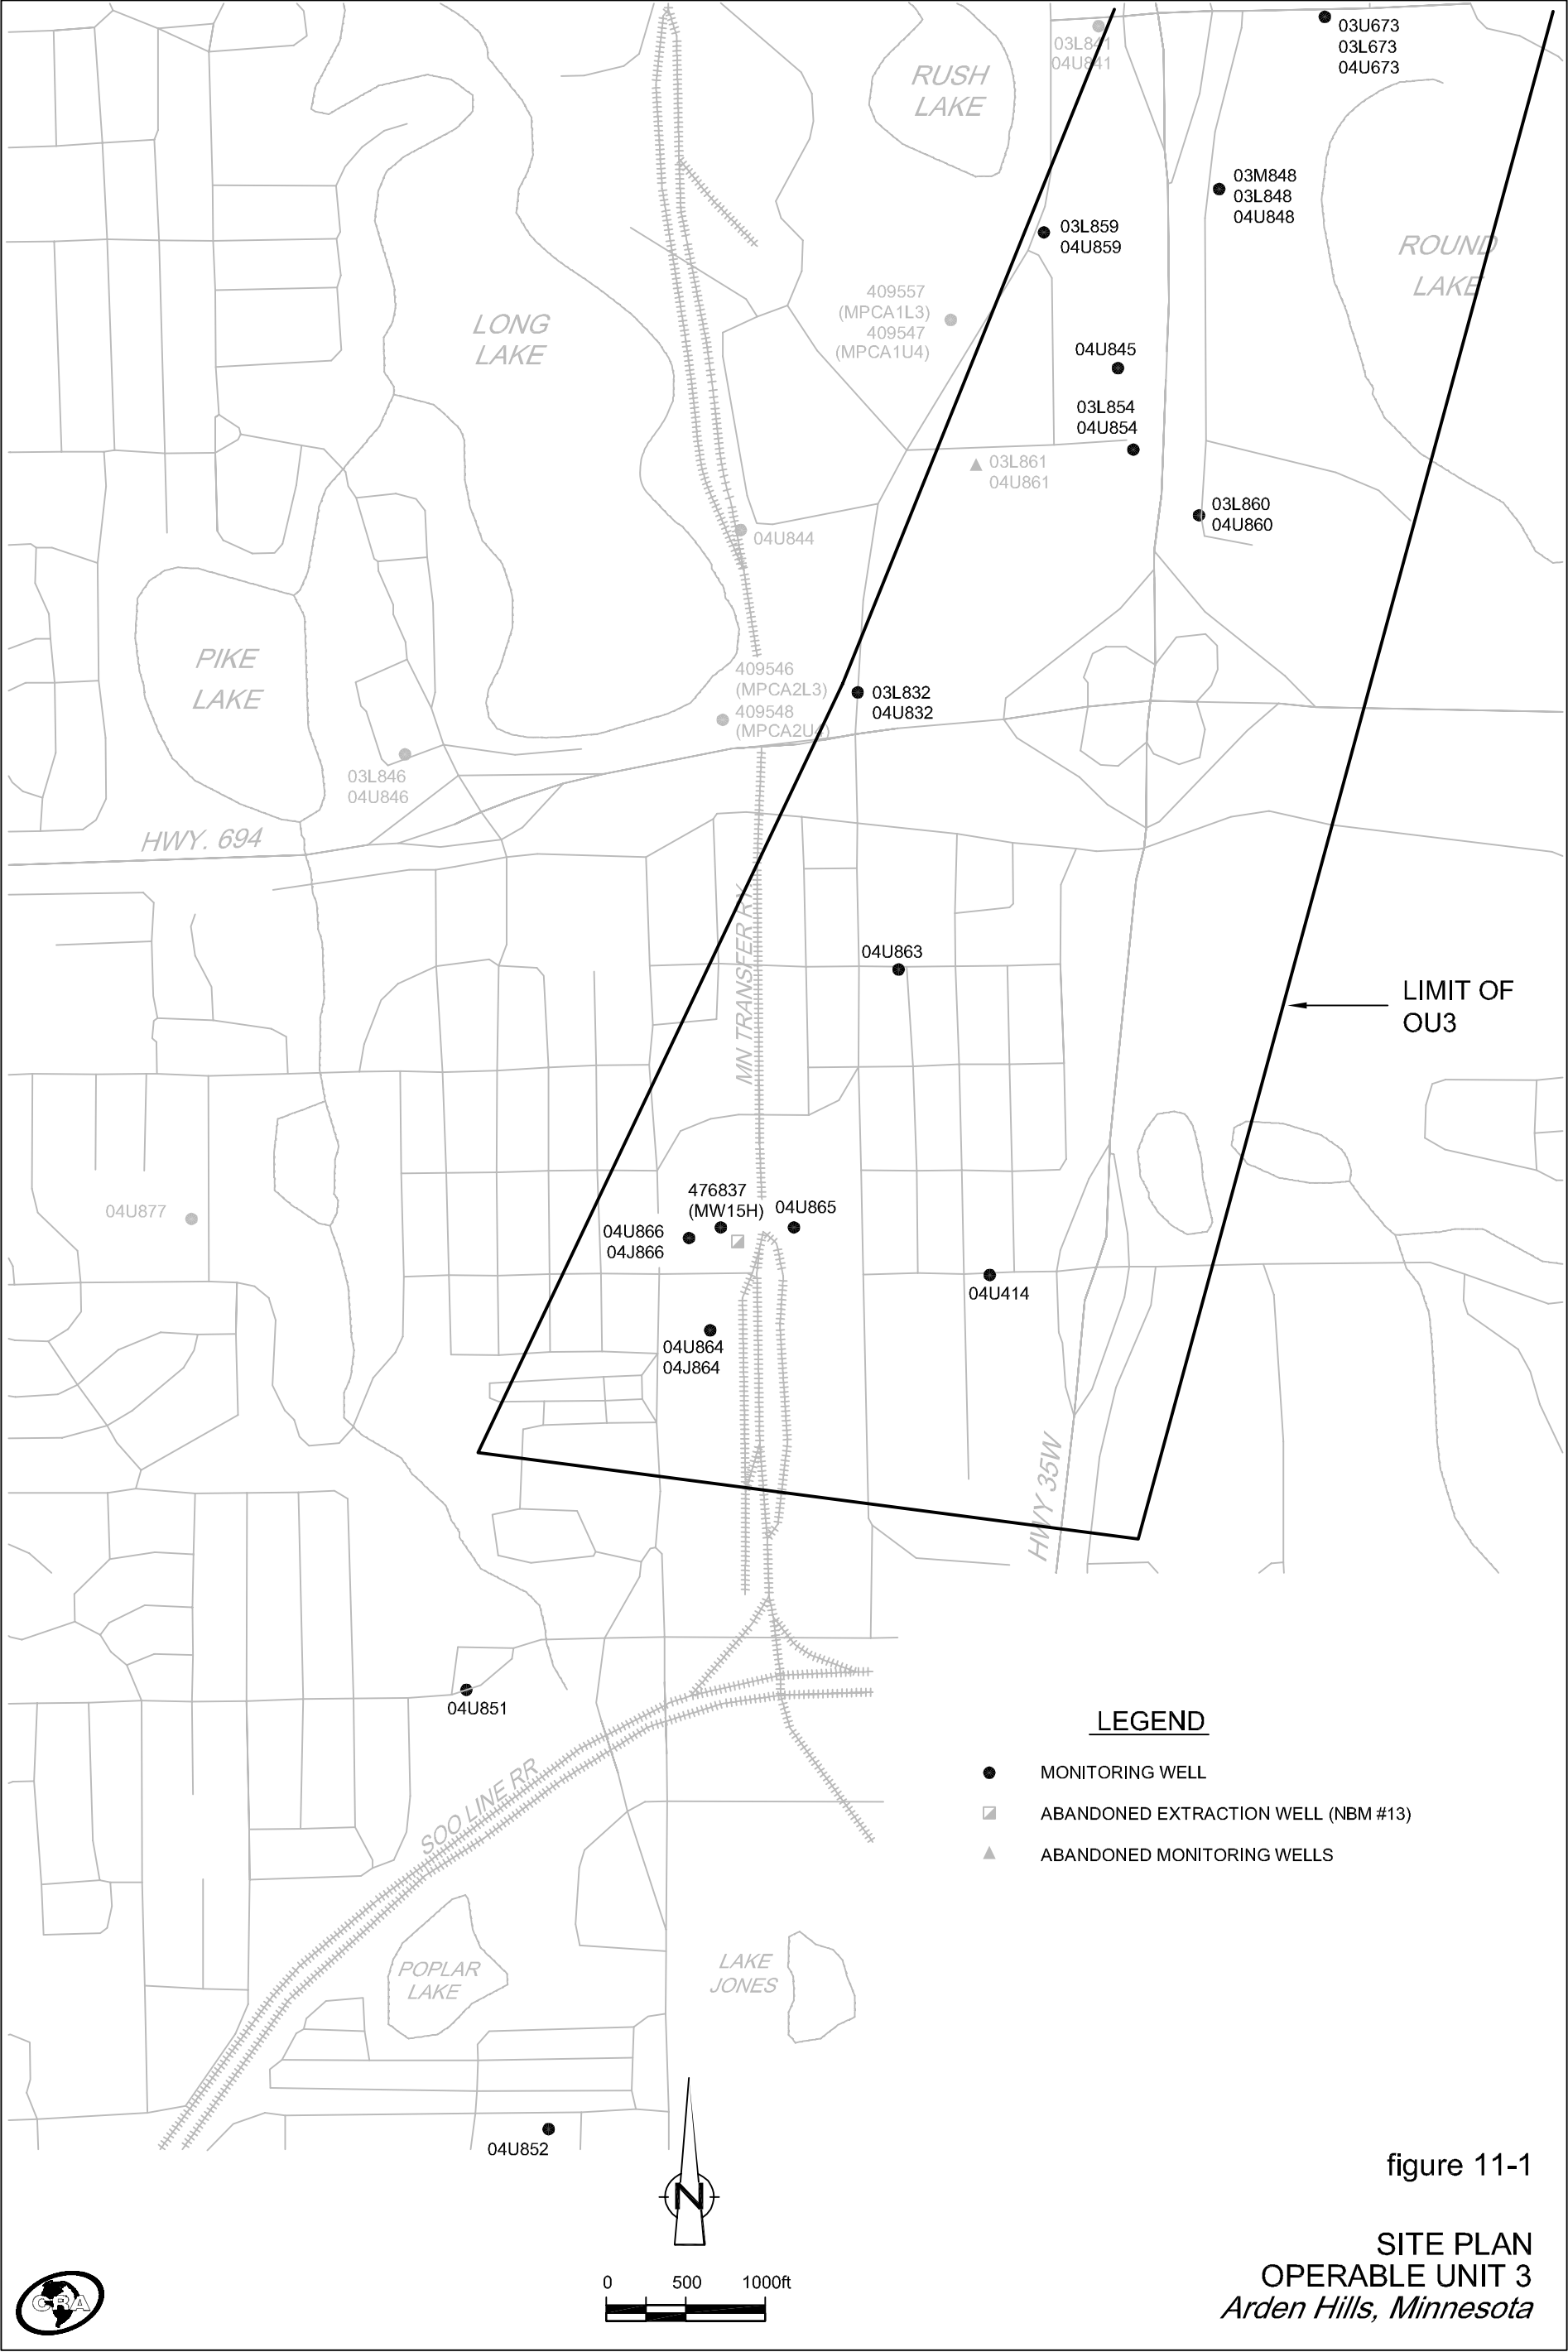 03L841
04U841
03U673
03L673
04U673
RUSH
LAKE
03M848
03L848
04U848
03L859
04U859
ROUND
LAKE
409557
(MPCA1L3)
409547
(MPCA1U4)
LONG
LAKE
04U845
03L854
04U854
03L861
04U861
03L860
04U860
04U844
PIKE
LAKE
409546
(MPCA2L3)
409548
(MPCA2U4)
03L832
04U832
03L846
04U846
HWY. 694
MN TRANSFER RY
04U863
LIMIT OF
OU3
04U877
476837
(MW15H)
04U865
04U866
04J866
04U414
04U864
04J864
HWY 35W
04U851
SOO LINE RR
LEGEND
MONITORING WELL
ABANDONED EXTRACTION WELL (NBM #13)
ABANDONED MONITORING WELLS
POPLAR
LAKE
LAKE
JONES
04U852
N
figure 11-1
SITE PLAN
OPERABLE UNIT 3
Arden Hills, Minnesota
0 500 1000ft
CRA